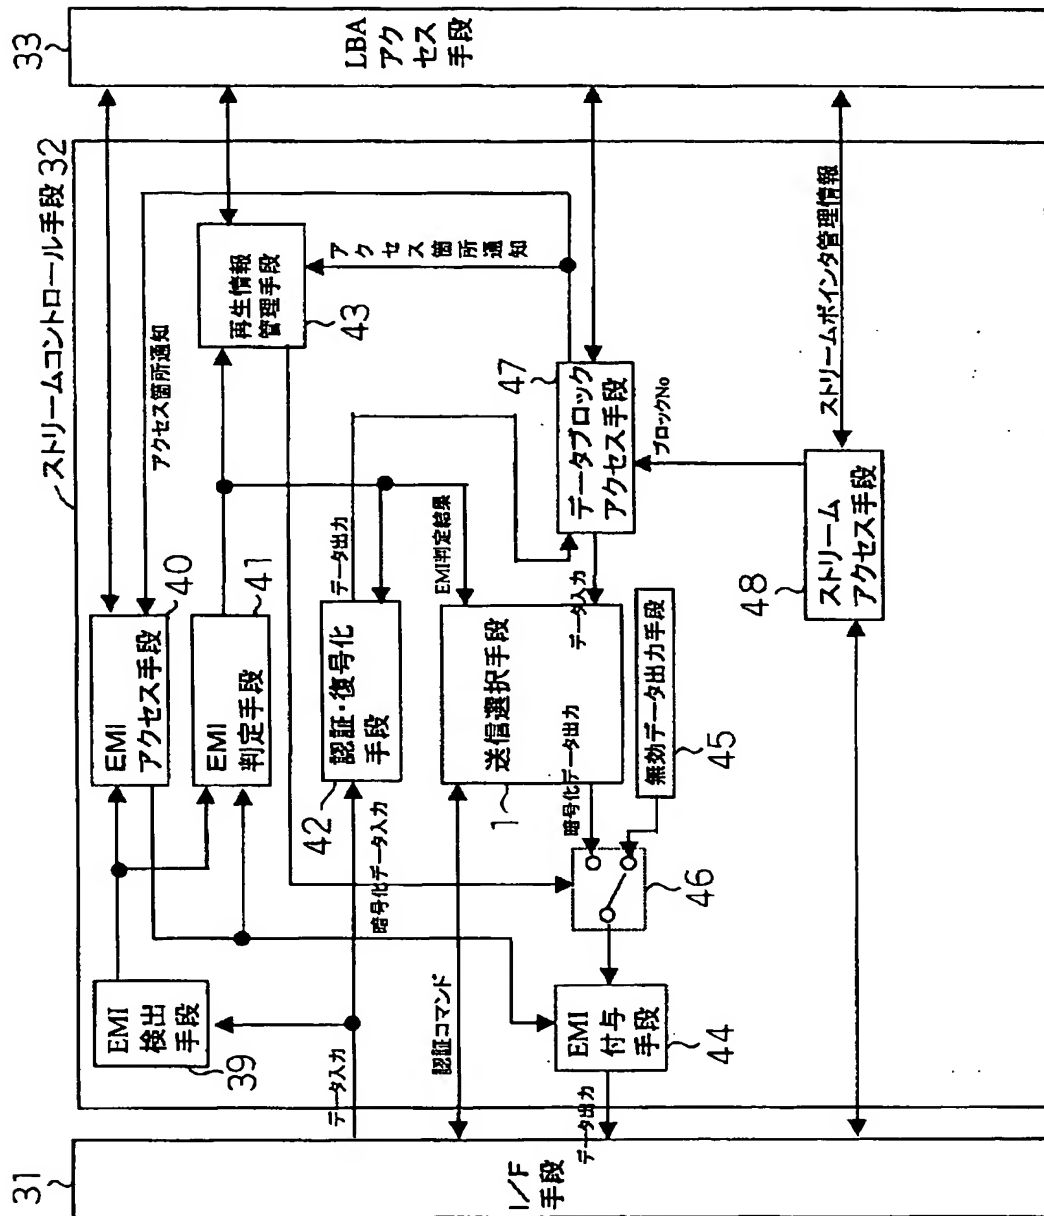 31
I/F
手段
33
LBA
アク
セス
手段
ストリームコントロール手段 32
EMI
検出
手段
39
EMI
アクセス手段
40
EMI
判定手段
41
アクセス箇所通知
再生情報
管理手段
43
アクセス箇所通知
認証・復号化
手段
42
データ出力
暗号化データ入力
データ入力
EMI判定結果
送信選択手段
1
データ入力
暗号化データ出力
認証コマンド
無効データ出力手段
45
46
EMI
付与
手段
44
データ出力
データブロック
アクセス手段
47
ブロックNo
ストリーム
アクセス手段
48
ストリームポインタ管理情報